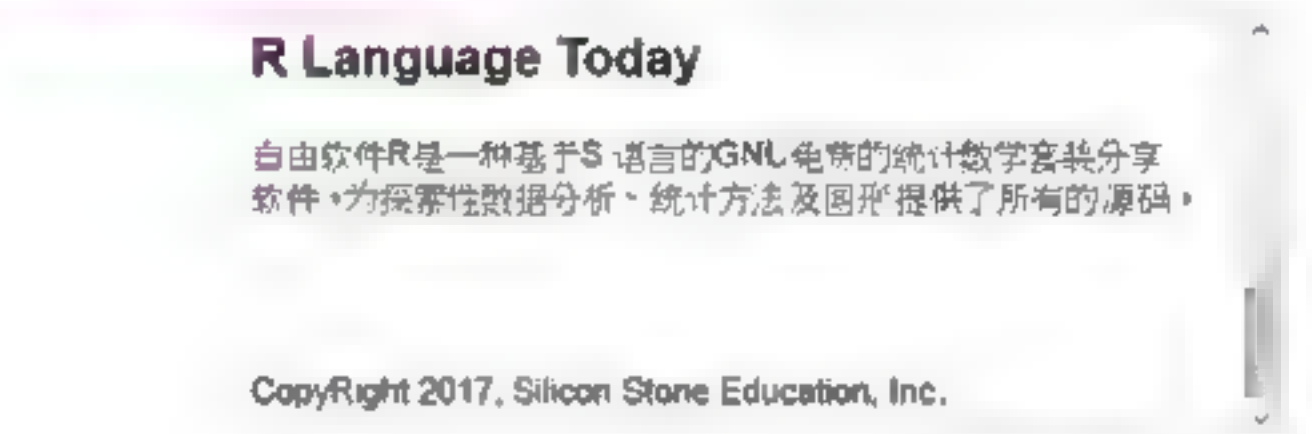 R Language Today
自由软件R是一种基于S 语言的GNU 免费的统计数学套装分享
软件，为探索性数据分析、统计方法及图形提供了所有的源码，
CopyRight 2017, Silicon Stone Education, Inc.